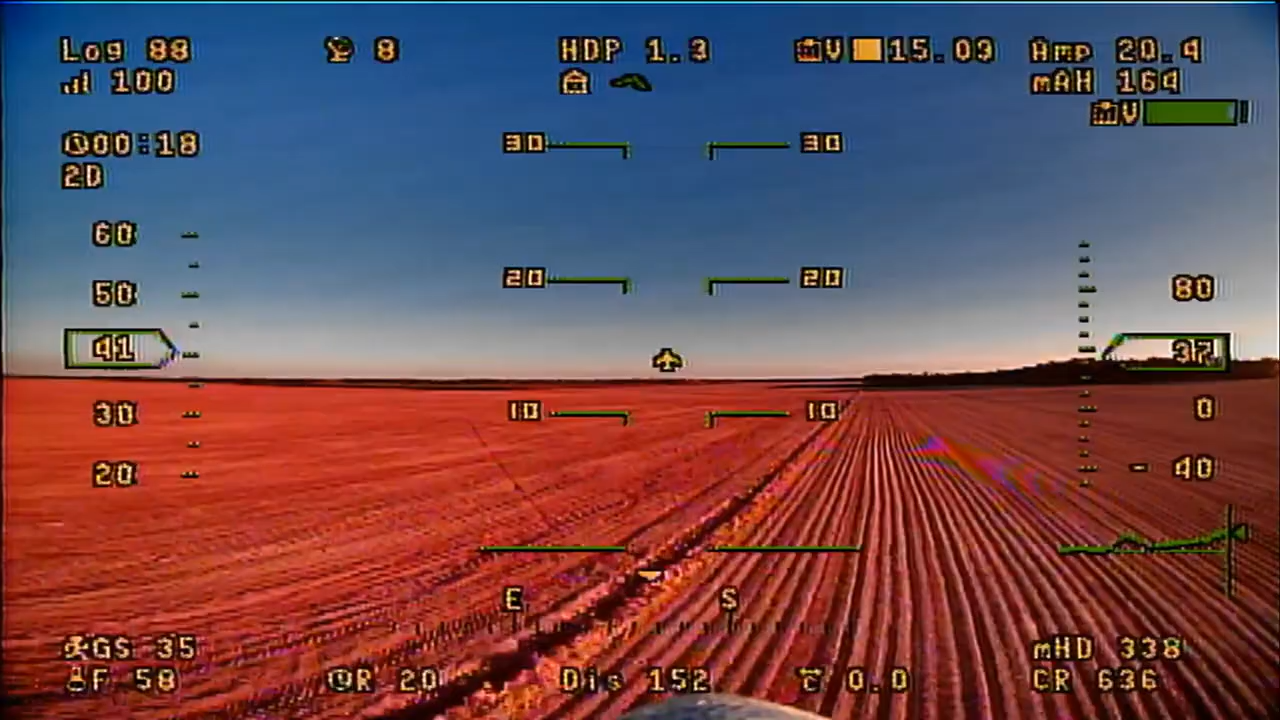 Log 88 8 HDP 1.3 V 15.09 Amp 20.4
100 mAH 164
V
00:18 30 30
2D
60
20 20
50 80
41 37
30 10 10 0
20 - 40
E S
GS 35 mHD 338
F 58 R 20 Dis 152 °C 0.0 CR 636